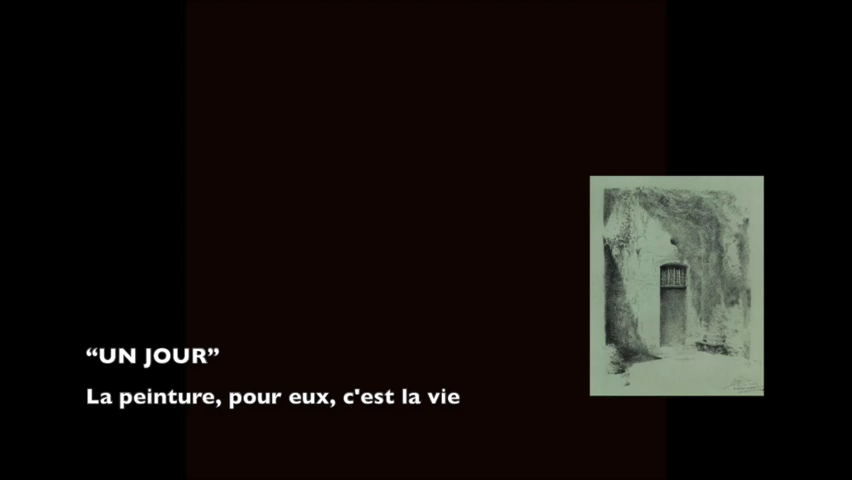 “UN JOUR”
La peinture, pour eux, c'est la vie